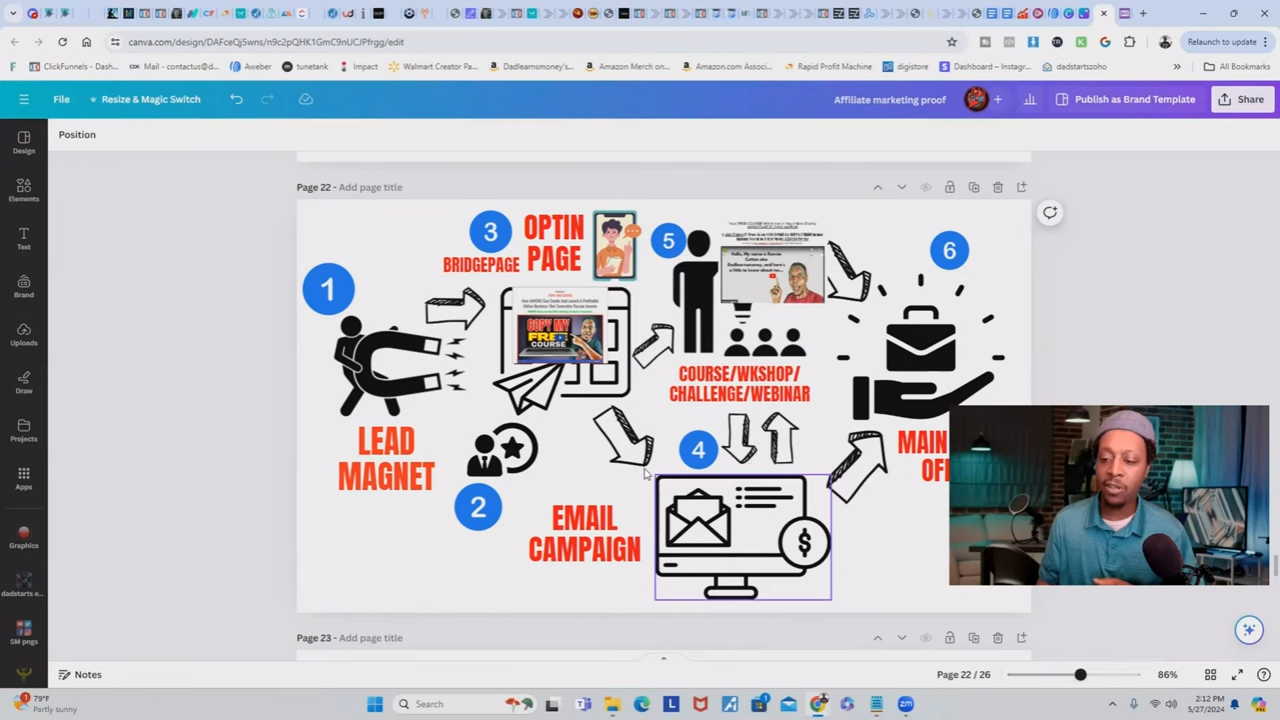 canva.com/design/DAFceQj5wns/n9c2pQHK1GmC9nUCJPfrgg/edit
Relaunch to update
ClickFunnels - Dash...
Mail - contactus@d...
Aweber
tunetank
Impact
Walmart Creator Pa...
Dadlearnsmoney's...
Amazon Merch on...
Amazon.com Associ...
Rapid Profit Machine
digistore
Dashboard – Instagr...
dadstartszoho
All Bookmarks
File
Resize & Magic Switch
Affiliate marketing proof
Publish as Brand Template
Share
Position
Design
Elements
Text
Brand
Uploads
Draw
Projects
Apps
Graphics
dadstarts e...
SM pngs
Page 22 - Add page title
1
LEAD
MAGNET
2
3
OPTIN
PAGE
BRIDGEPAGE
COPY MY
FREE
COURSE
5
COURSE/WKSHOP/
CHALLENGE/WEBINAR
4
EMAIL
CAMPAIGN
$
6
MAIN
OF
Page 23 - Add page title
Notes
Page 22 / 26
86%
79°F
Partly sunny
Search
2:12 PM
5/27/2024